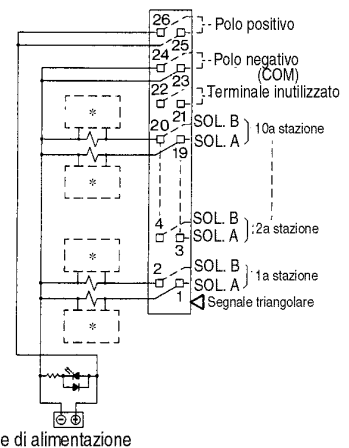 26
Polo positivo
25
24
Polo negativo
(COM)
23
22
Terminale inutilizzato
21
20
SOL. B
10a stazione
SOL. A
19
*
*
4
SOL. B
2a stazione
SOL. A
3
2
SOL. B
1a stazione
SOL. A
1
Segnale triangolare
*
*
e di alimentazione